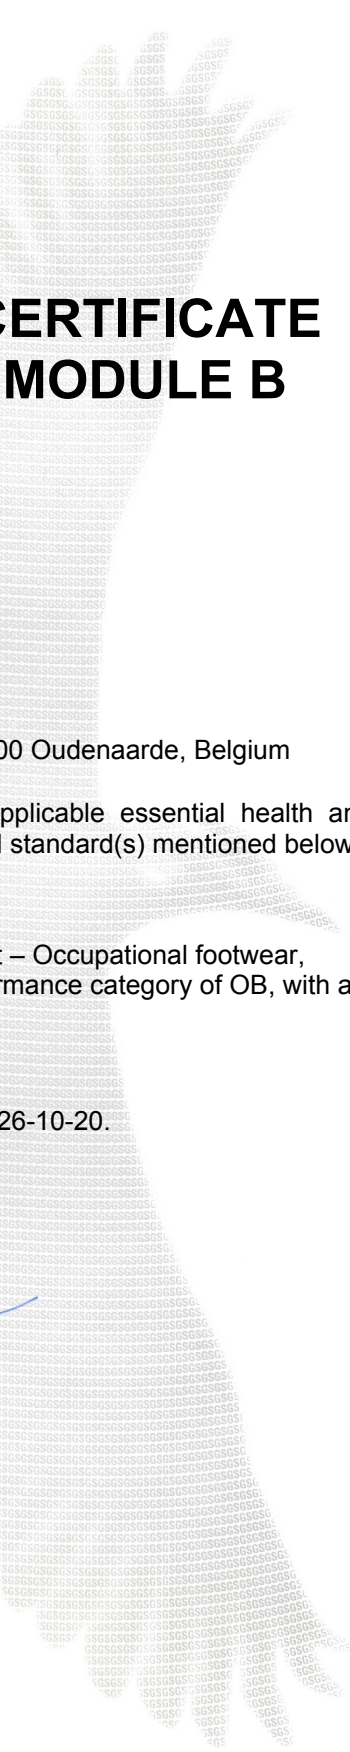 CERTIFICATE
MODULE B
00 Oudenaarde, Belgium
pplicable essential health an
standard(s) mentioned below
– Occupational footwear,
rmance category of OB, with a
26-10-20.